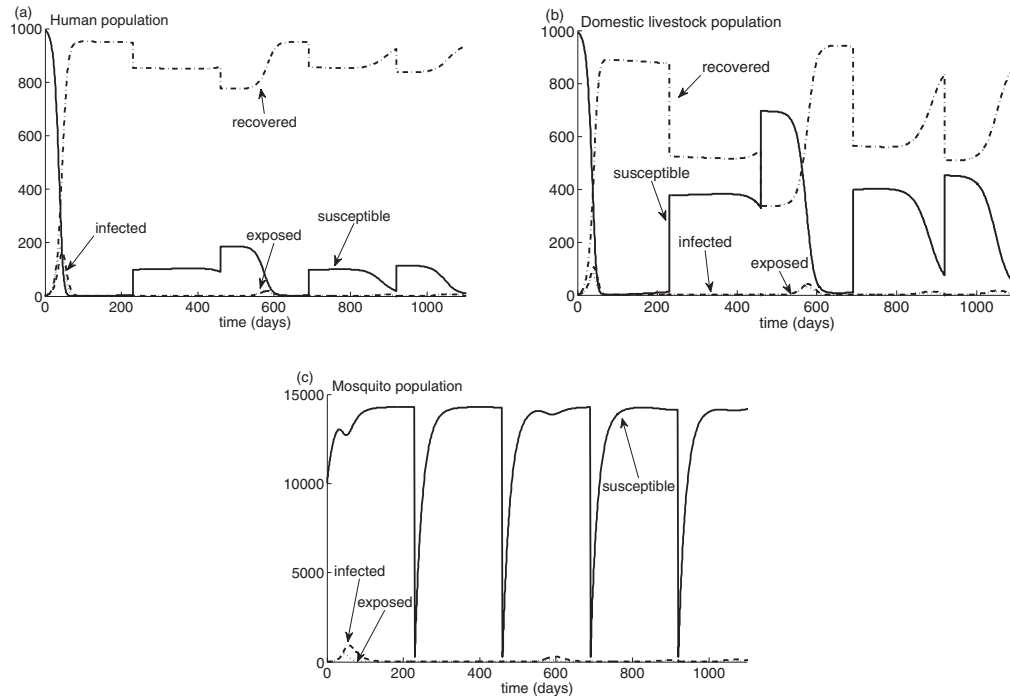 (a)
Human population
1000
800
600
400
200
0
recovered
infected
exposed
susceptible
0 200 400 600 800 1000
time (days)
(b)
Domestic livestock population
1000
800
600
400
200
0
recovered
susceptible
infected
exposed
0 200 400 600 800 1000
time (days)
(c)
Mosquito population
15000
10000
5000
0
susceptible
infected
exposed
0 200 400 600 800 1000
time (days)